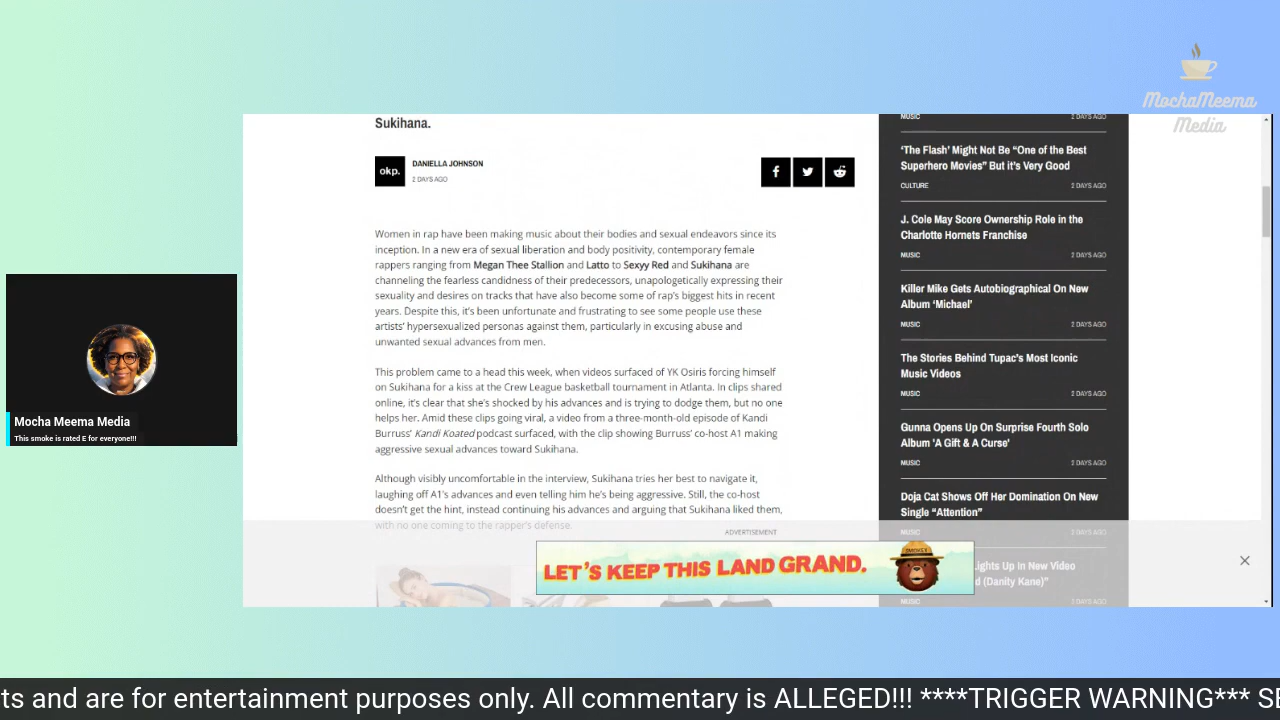 MochaMeema
Media
Sukihana.
okp.
DANIELLA JOHNSON
2 DAYS AGO
Women in rap have been making music about their bodies and sexual endeavors since its
inception. In a new era of sexual liberation and body positivity, contemporary female
rappers ranging from Megan Thee Stallion and Latto to Sexyy Red and Sukihana are
channeling the fearless candidness of their predecessors, unapologetically expressing their
sexuality and desires on tracks that have also become some of rap's biggest hits in recent
years. Despite this, it's been unfortunate and frustrating to see some people use these
artists' hypersexualized personas against them, particularly in excusing abuse and
unwanted sexual advances from men.
This problem came to a head this week, when videos surfaced of YK Osiris forcing himself
on Sukihana for a kiss at the Crew League basketball tournament in Atlanta. In clips shared
online, it's clear that she's shocked by his advances and is trying to dodge them, but no one
helps her. Amid these clips going viral, a video from a three-month-old episode of Kandi
Burruss' Kandi Koated podcast surfaced, with the clip showing Burruss' co-host A1 making
aggressive sexual advances toward Sukihana.
Although visibly uncomfortable in the interview, Sukihana tries her best to navigate it,
laughing off A1's advances and even telling him he's being aggressive. Still, the co-host
doesn't get the hint, instead continuing his advances and arguing that Sukihana liked them,
with no one coming to the rapper's defense.
MUSIC 2 DAYS AGO
‘The Flash’ Might Not Be “One of the Best
Superhero Movies” But it’s Very Good
CULTURE 2 DAYS AGO
J. Cole May Score Ownership Role in the
Charlotte Hornets Franchise
MUSIC 2 DAYS AGO
Killer Mike Gets Autobiographical On New
Album ‘Michael’
MUSIC 2 DAYS AGO
The Stories Behind Tupac’s Most Iconic
Music Videos
MUSIC 2 DAYS AGO
Gunna Opens Up On Surprise Fourth Solo
Album ‘A Gift & A Curse’
MUSIC 2 DAYS AGO
Doja Cat Shows Off Her Domination On New
Single “Attention”
MUSIC 2 DAYS AGO
Lights Up In New Video
d (Danity Kane)”
MUSIC 2 DAYS AGO
ADVERTISEMENT
LET'S KEEP THIS LAND GRAND.
SMOKEY
Mocha Meema Media
This smoke is rated E for everyone!!!
ts and are for entertainment purposes only. All commentary is ALLEGED!!! ****TRIGGER WARNING*** SE